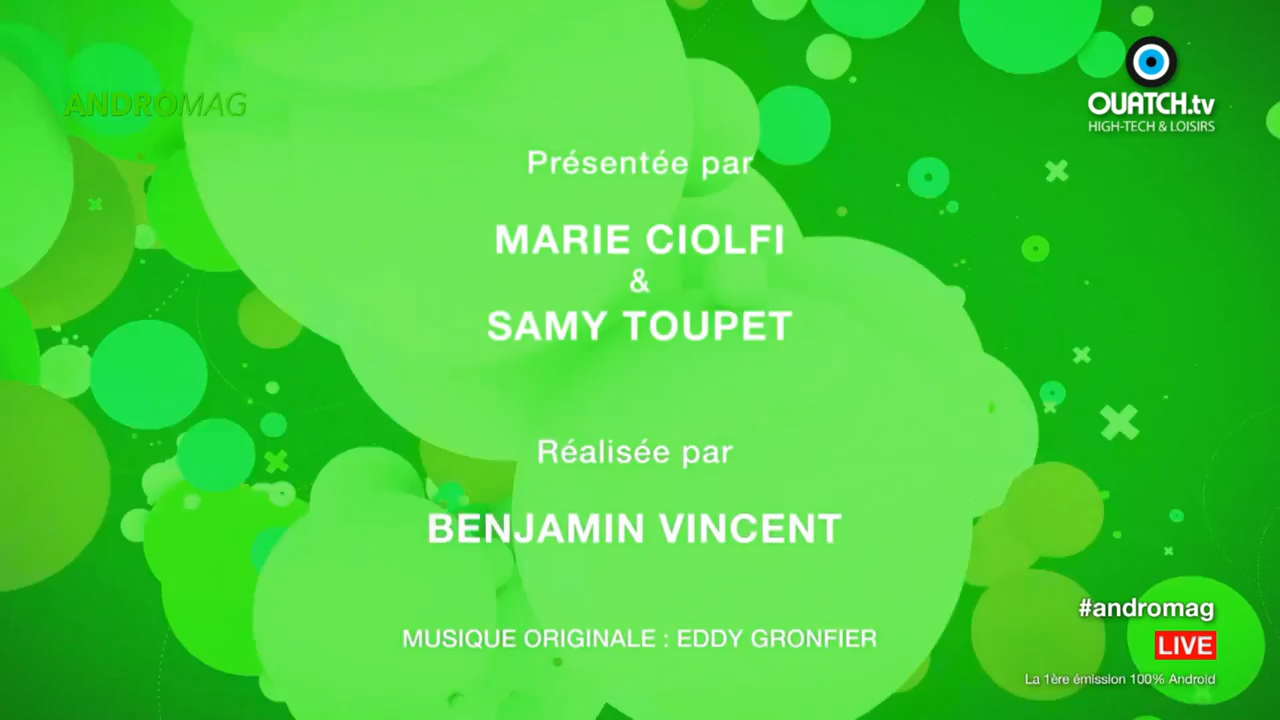 ANDROMAG
OUATCH.tv
HIGH-TECH & LOISIRS
Présentée par
MARIE CIOLFI
&
SAMY TOUPET
Réalisée par
BENJAMIN VINCENT
MUSIQUE ORIGINALE : EDDY GRONFIER
#andromag
LIVE
La 1ère émission 100% Android